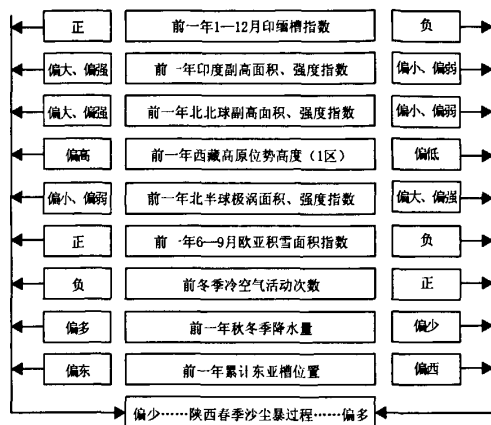 正 前一年1—12月印缅槽指数 负
偏大、偏强 前一年印度副高面积、强度指数 偏小、偏弱
偏大、偏强 前一年北北球副高面积、强度指数 偏小、偏弱
偏高 前一年西藏高原位势高度（1区） 偏低
偏小、偏弱 前一年北半球极涡面积、强度指数 偏大、偏强
正 前一年6—9月欧亚积雪面积指数 负
负 前冬季冷空气活动次数 正
偏多 前一年秋冬季降水量 偏少
偏东 前一年累计东亚槽位置 偏西
偏少……陕西春季沙尘暴过程……偏多